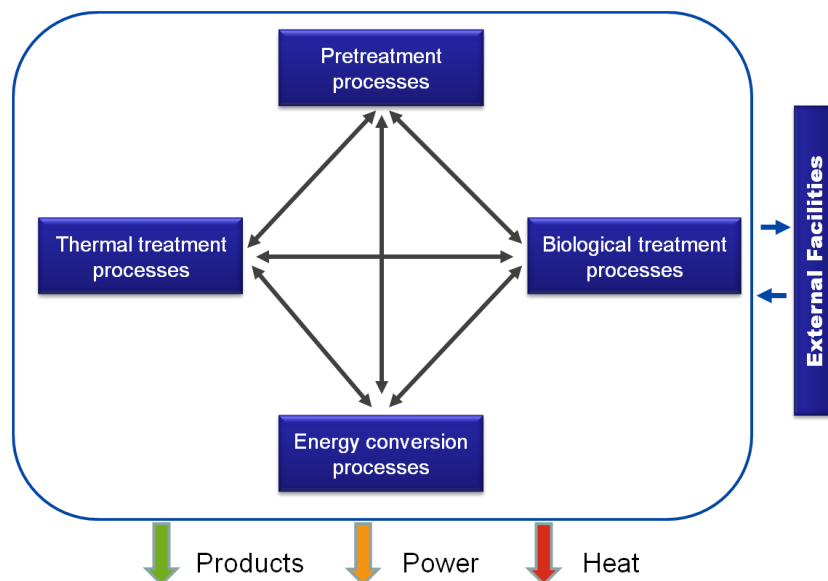 Pretreatment
processes
Thermal treatment
processes
Biological treatment
processes
External Facilities
Energy conversion
processes
Products
Power
Heat